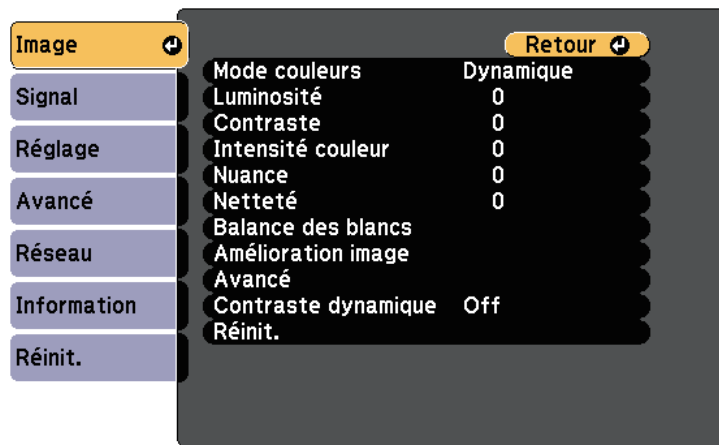 Image
Signal
Réglage
Avancé
Réseau
Information
Réinit.
Retour
Mode couleurs Dynamique
Luminosité 0
Contraste 0
Intensité couleur 0
Nuance 0
Netteté 0
Balance des blancs
Amélioration image
Avancé
Contraste dynamique Off
Réinit.